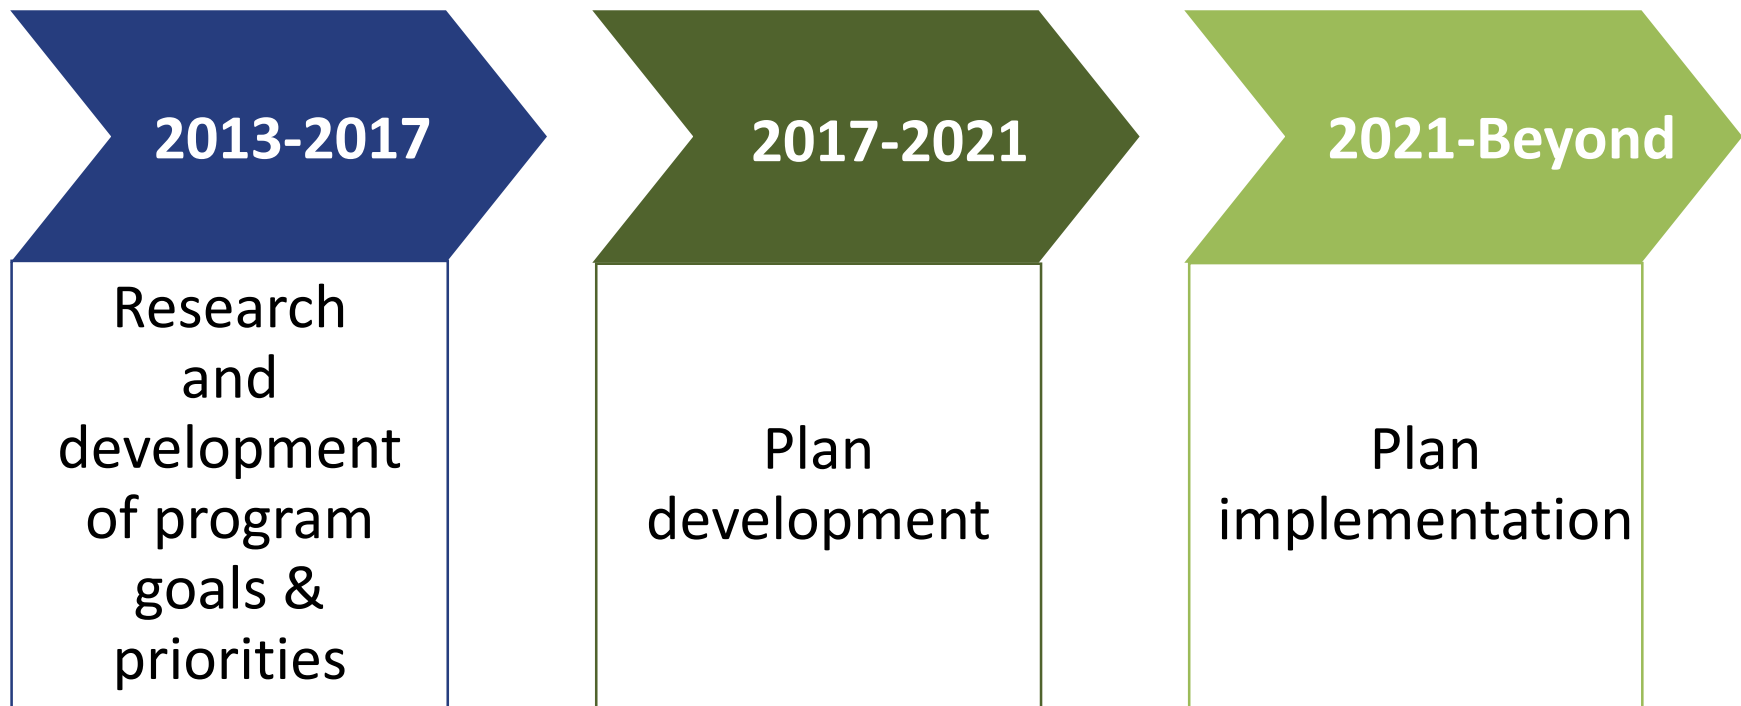 2013-2017
Research
and
development
of program
goals &
priorities
2017-2021
Plan
development
2021-Beyond
Plan
implementation